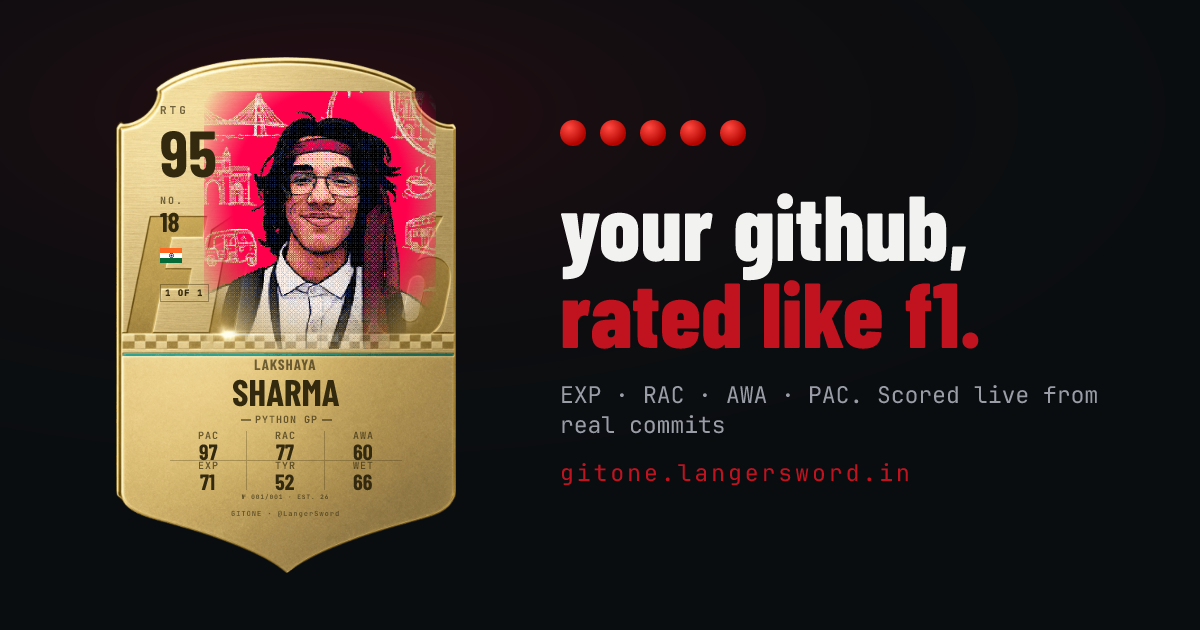 RTG
95
NO.
18
1 OF 1
LAKSHAYA
SHARMA
PYTHON GP
PAC RAC AWA
97 77 60
EXP TYR WET
71 52 66
№ 001/001 · EST. 26
GITONE · @LangerSword
your github,
rated like f1.
EXP · RAC · AWA · PAC. Scored live from
real commits
gitone.langersword.in